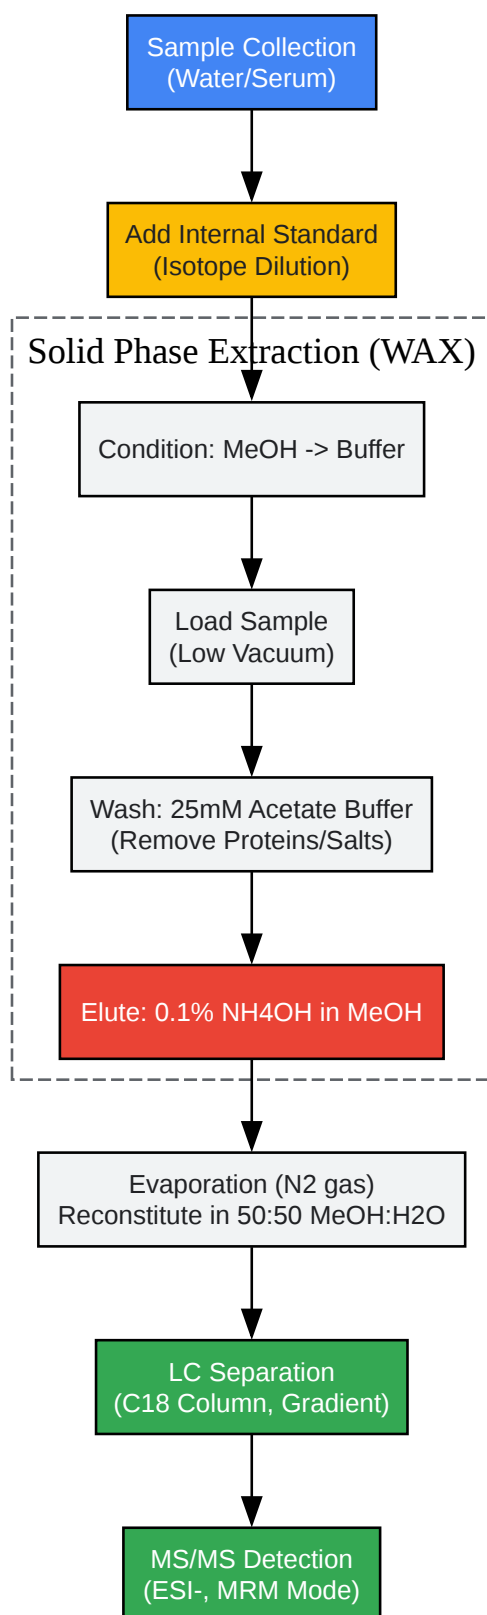 Sample Collection
(Water/Serum)
Add Internal Standard
(Isotope Dilution)
Solid Phase Extraction (WAX)
Condition: MeOH -> Buffer
Load Sample
(Low Vacuum)
Wash: 25mM Acetate Buffer
(Remove Proteins/Salts)
Elute: 0.1% NH4OH in MeOH
Evaporation (N2 gas)
Reconstitute in 50:50 MeOH:H2O
LC Separation
(C18 Column, Gradient)
MS/MS Detection
(ESI-, MRM Mode)